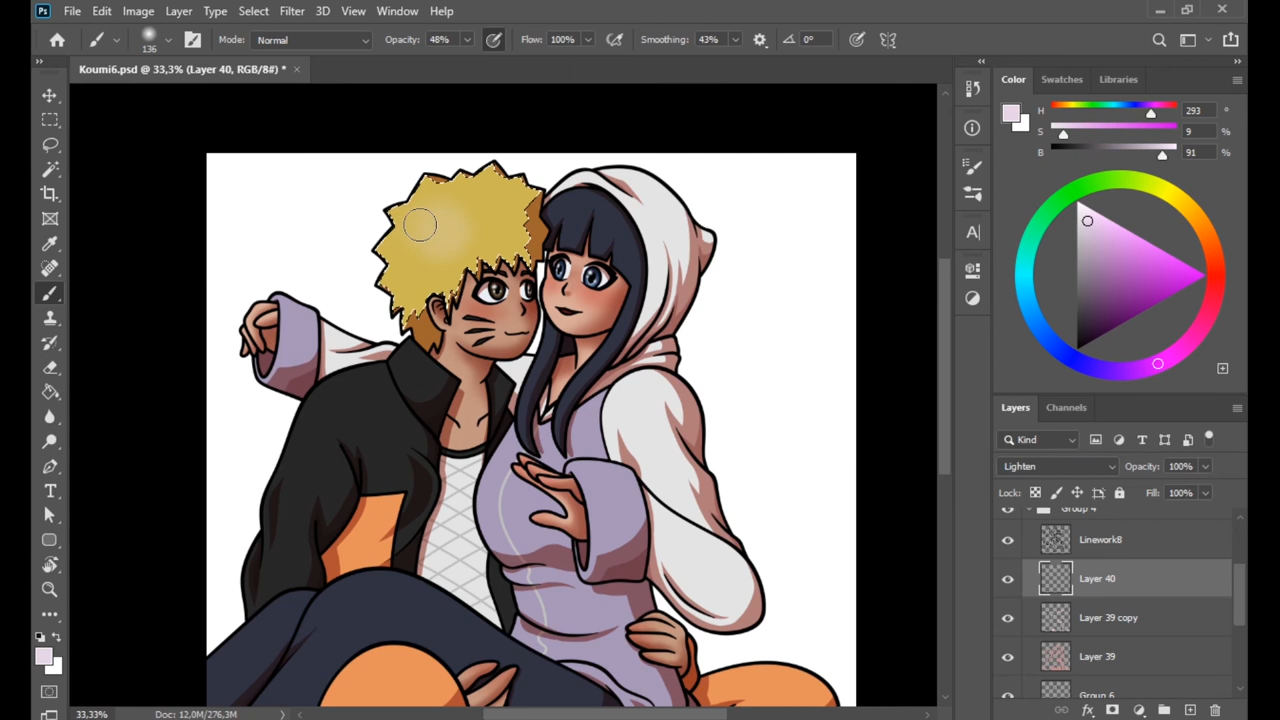 Ps File Edit Image Layer Type Select Filter 3D View Window Help
136 Mode: Normal Opacity: 48% Flow: 100% Smoothing: 43% 0°
Koumi6.psd @ 33,3% (Layer 40, RGB/8#) * ×
Color Swatches Libraries
H 293 °
S 9 %
B 91 %
Layers Channels
Kind
Lighten Opacity: 100%
Lock: Fill: 100%
Group 4
Linework8
Layer 40
Layer 39 copy
Layer 39
Group 6
33,33% Doc: 12,0M/276,3M